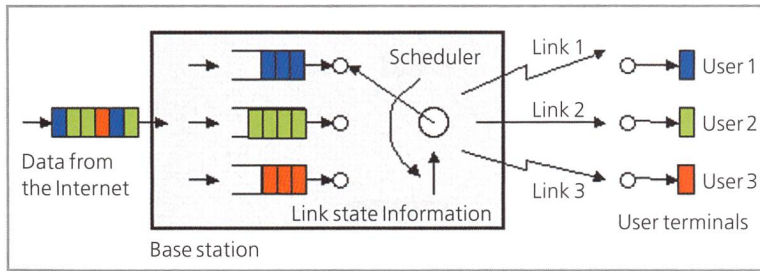 Scheduler
Link 1
User 1
Link 2
User 2
Data from
the Internet
Link state Information
Link 3
User 3
User terminals
Base station